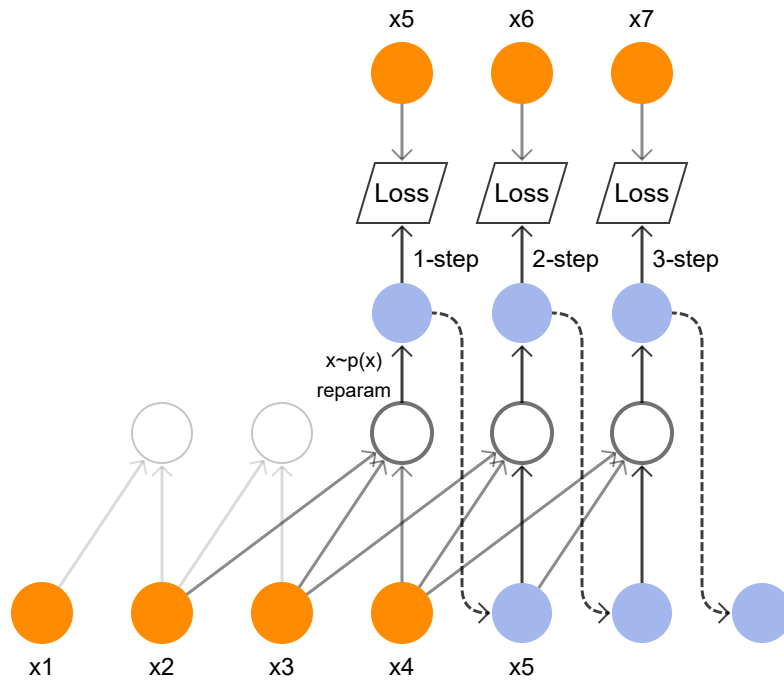 x5
x6
x7
Loss
Loss
Loss
1-step
2-step
3-step
x~p(x)
reparam
x1
x2
x3
x4
x5